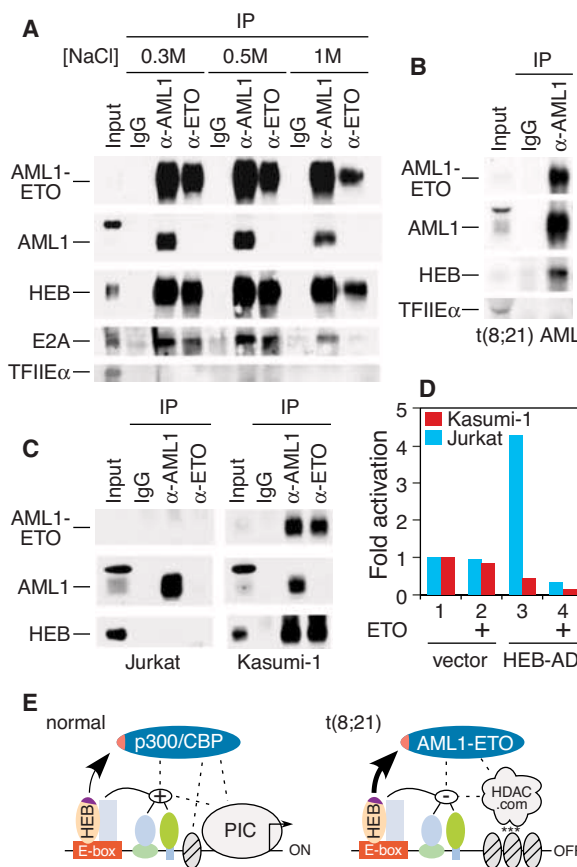 A
IP
[NaCl] 0.3M 0.5M 1M
Input IgG α-AML1 α-ETO IgG α-AML1 α-ETO IgG α-AML1 α-ETO
AML1-
ETO
AML1
HEB
E2A
TFIIEα
B
IP
Input IgG α-AML1
AML1-
ETO
AML1
HEB
TFIIEα
t(8;21) AML
C
IP IP
Input IgG α-AML1 α-ETO Input IgG α-AML1 α-ETO
AML1-
ETO
AML1
HEB
Jurkat Kasumi-1
D
Kasumi-1
Jurkat
Fold activation
5
4
3
2
1
0
1 2 3 4
ETO + +
vector HEB-AD
E
normal
p300/CBP
HEB
+
PIC
E-box
ON
t(8;21)
AML1-ETO
HEB
-
HDAC
.com
***
E-box
OFF